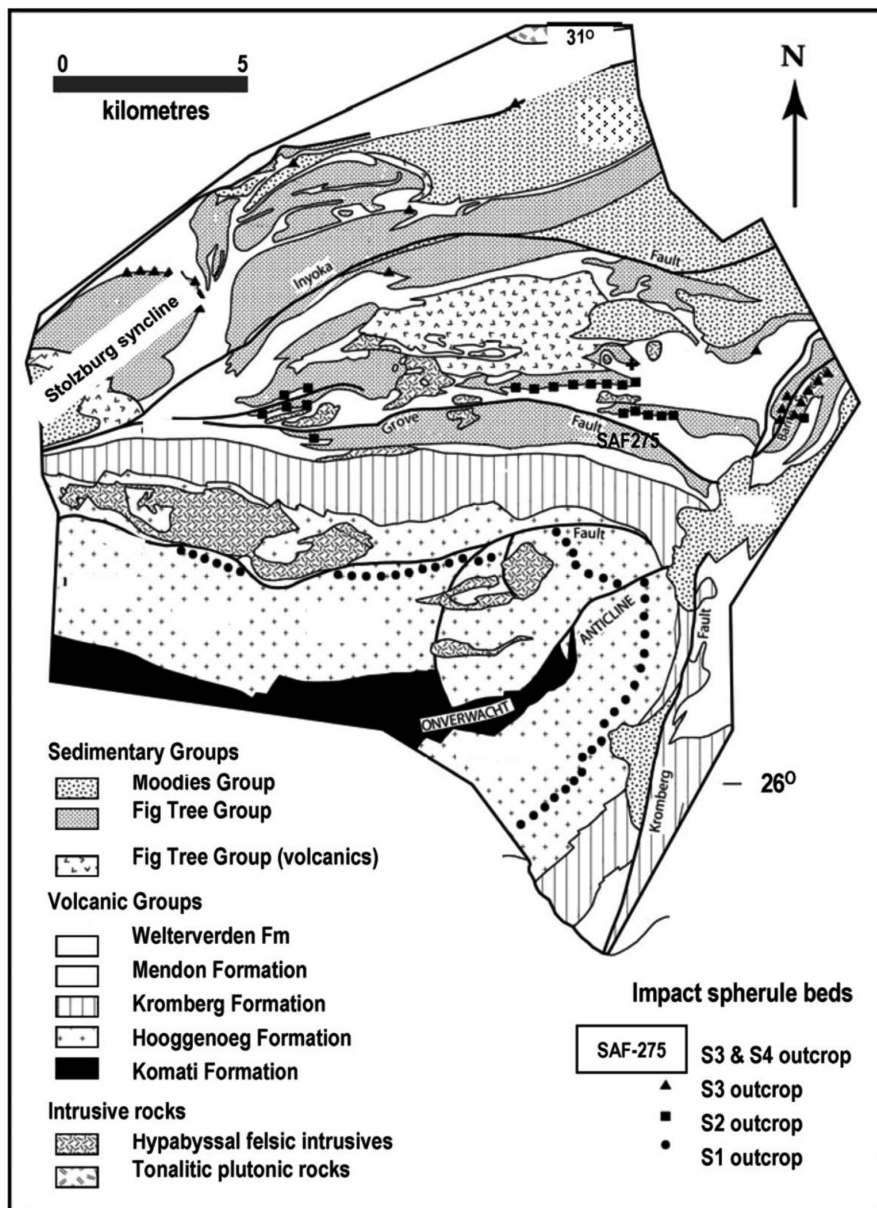 31O
0 5
kilometres
N
Inyoka
Fault
Stolzburg syncline
Grove
Fault
SAF275
Fault
ANTICLINE
Fault
ONVERWACHT
26O
Kromberg
Sedimentary Groups
Moodies Group
Fig Tree Group
Fig Tree Group (volcanics)
Volcanic Groups
Welterverden Fm
Mendon Formation
Kromberg Formation
Hooggenoeg Formation
Komati Formation
Intrusive rocks
Hypabyssal felsic intrusives
Tonalitic plutonic rocks
Impact spherule beds
SAF-275 S3 & S4 outcrop
S3 outcrop
S2 outcrop
S1 outcrop